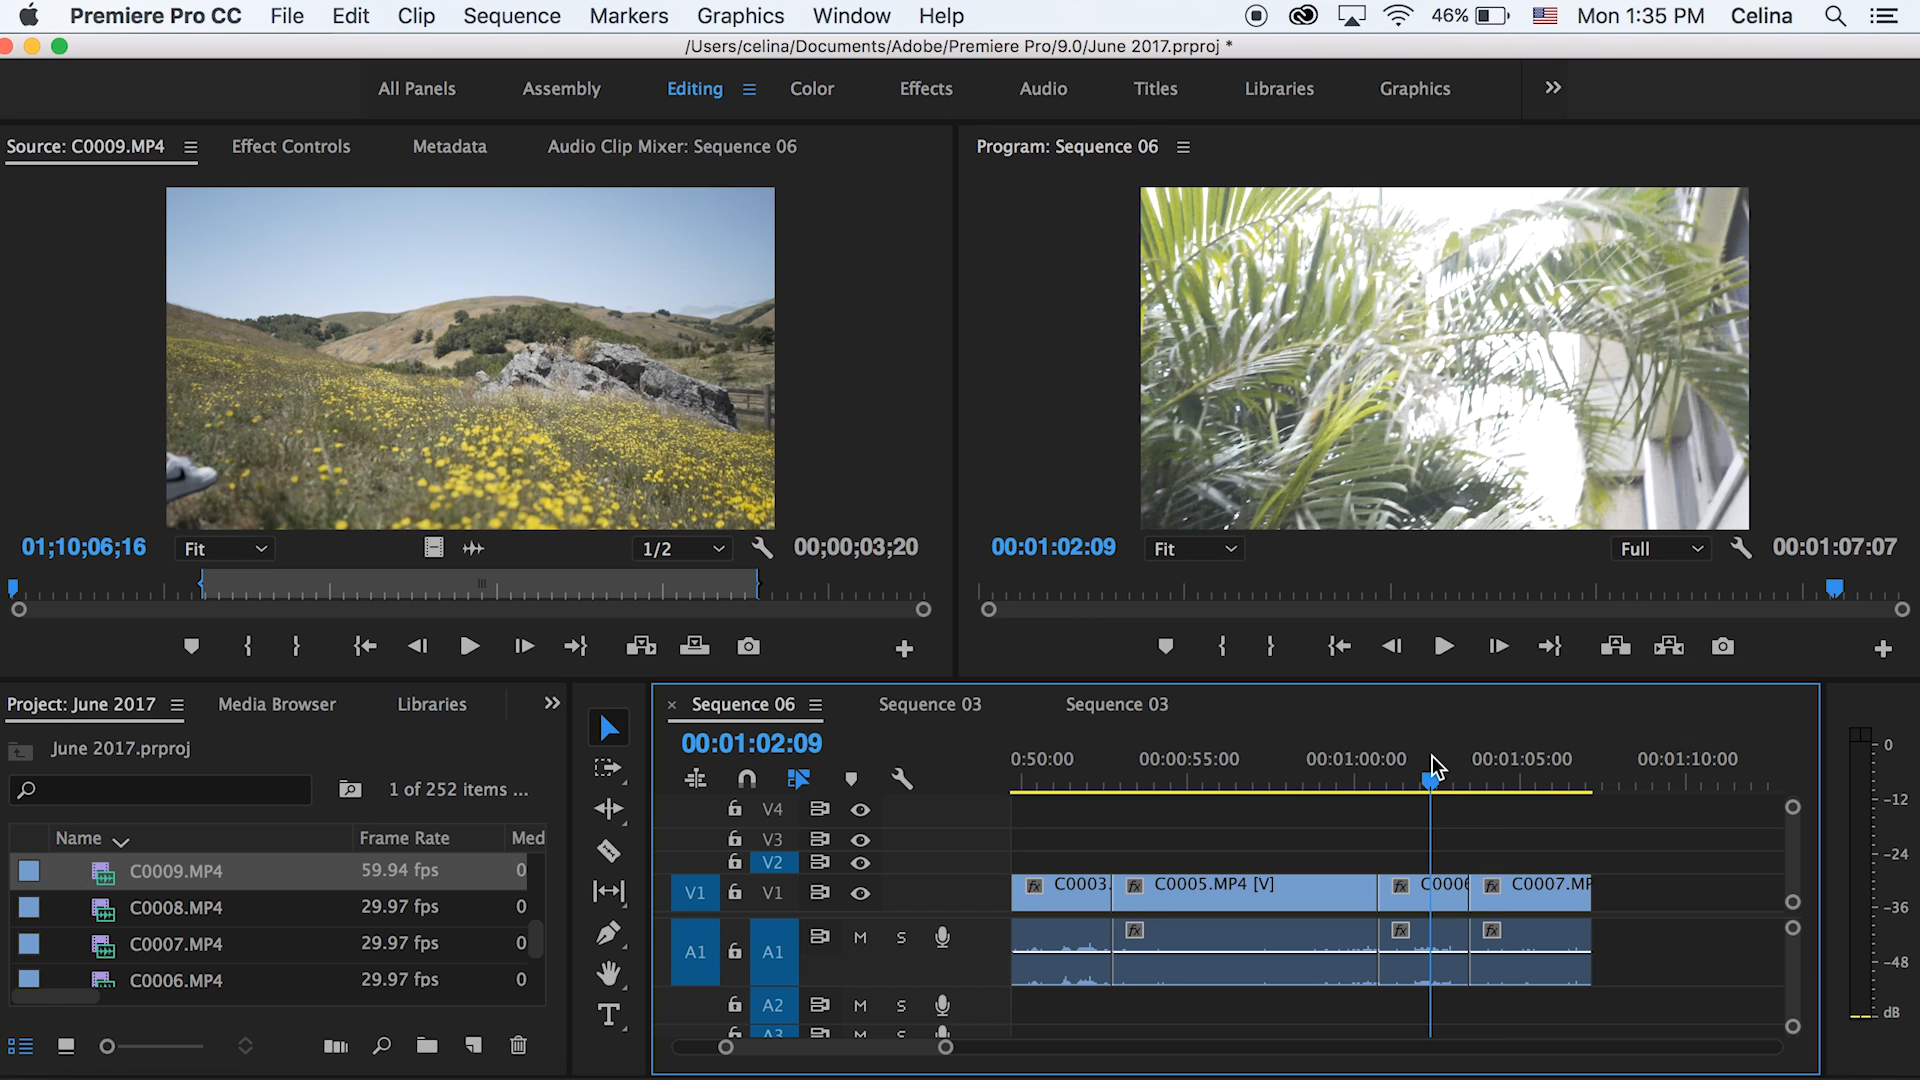 Premiere Pro CC File Edit Clip Sequence Markers Graphics Window Help 46% Mon 1:35 PM Celina
/Users/celina/Documents/Adobe/Premiere Pro/9.0/June 2017.prproj *
All Panels Assembly Editing Color Effects Audio Titles Libraries Graphics
Source: C0009.MP4 Effect Controls Metadata Audio Clip Mixer: Sequence 06
Program: Sequence 06
01;10;06;16 Fit 1/2 00;00;03;20
00:01:02:09 Fit Full 00:01:07:07
Project: June 2017 Media Browser Libraries
June 2017.prproj
1 of 252 items ...
Name Frame Rate Med
C0009.MP4 59.94 fps 0
C0008.MP4 29.97 fps 0
C0007.MP4 29.97 fps 0
C0006.MP4 29.97 fps 0
T
Sequence 06 Sequence 03 Sequence 03
00:01:02:09
0:50:00 00:00:55:00 00:01:00:00 00:01:05:00 00:01:10:00
V4
V3
V2
V1 V1 fx C0003. fx C0005.MP4 [V] fx C0006 fx C0007.MP
A1 A1 M S fx fx fx
A2 M S
A3 M S
0
-12
-24
-36
-48
dB